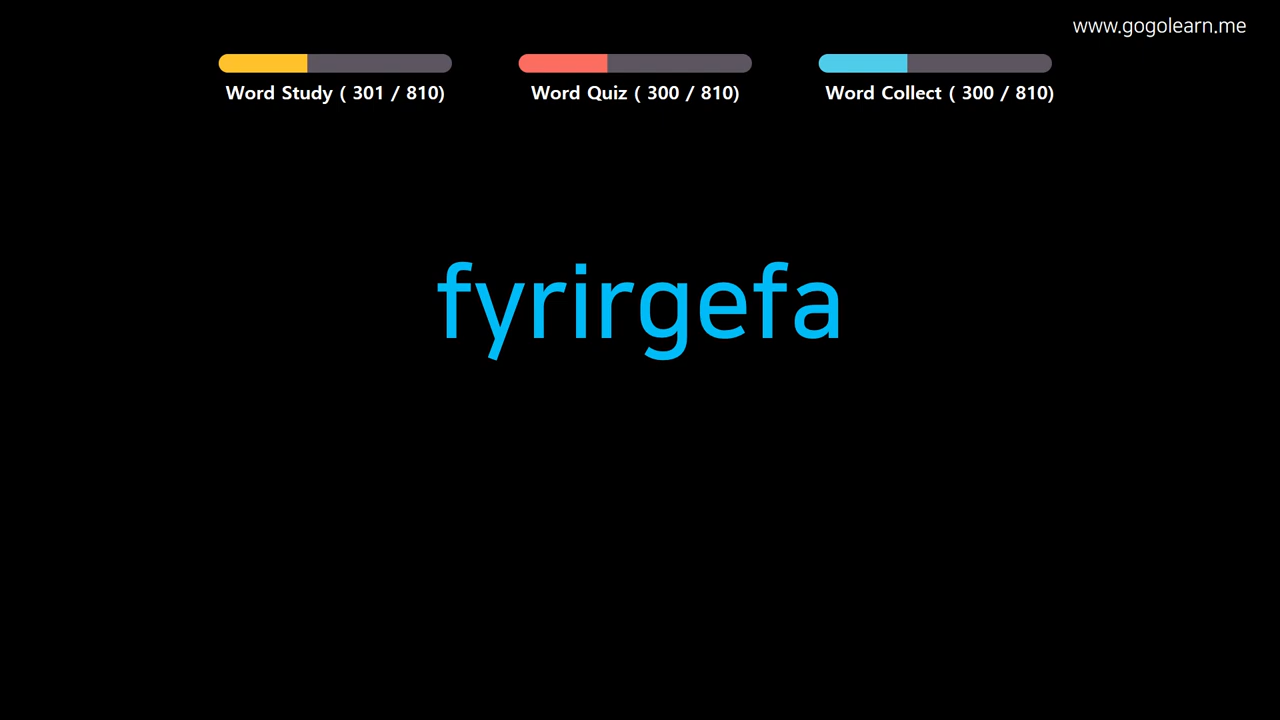 www.gogolearn.me
Word Study ( 301 / 810)
Word Quiz ( 300 / 810)
Word Collect ( 300 / 810)
fyrirgefa